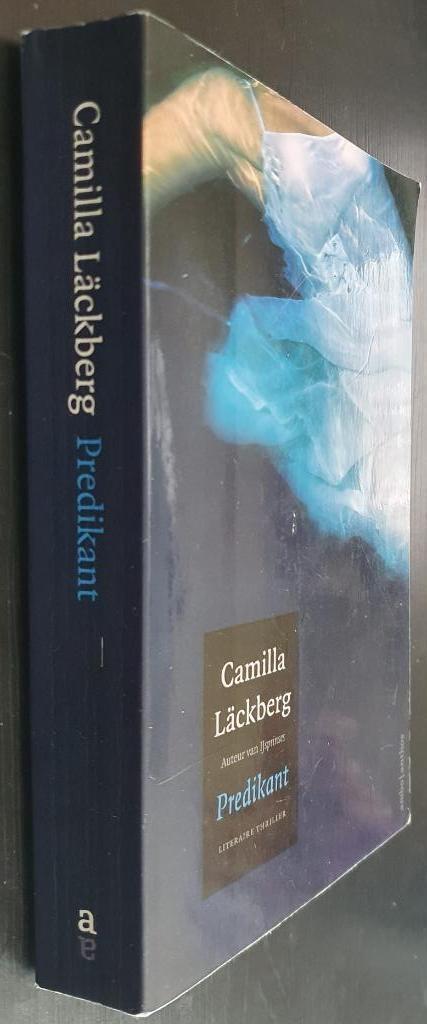 Camilla Läckberg Predikant
Camilla
Läckberg
Auteur van IJsprinses
Predikant
LITERAIRE THRILLER